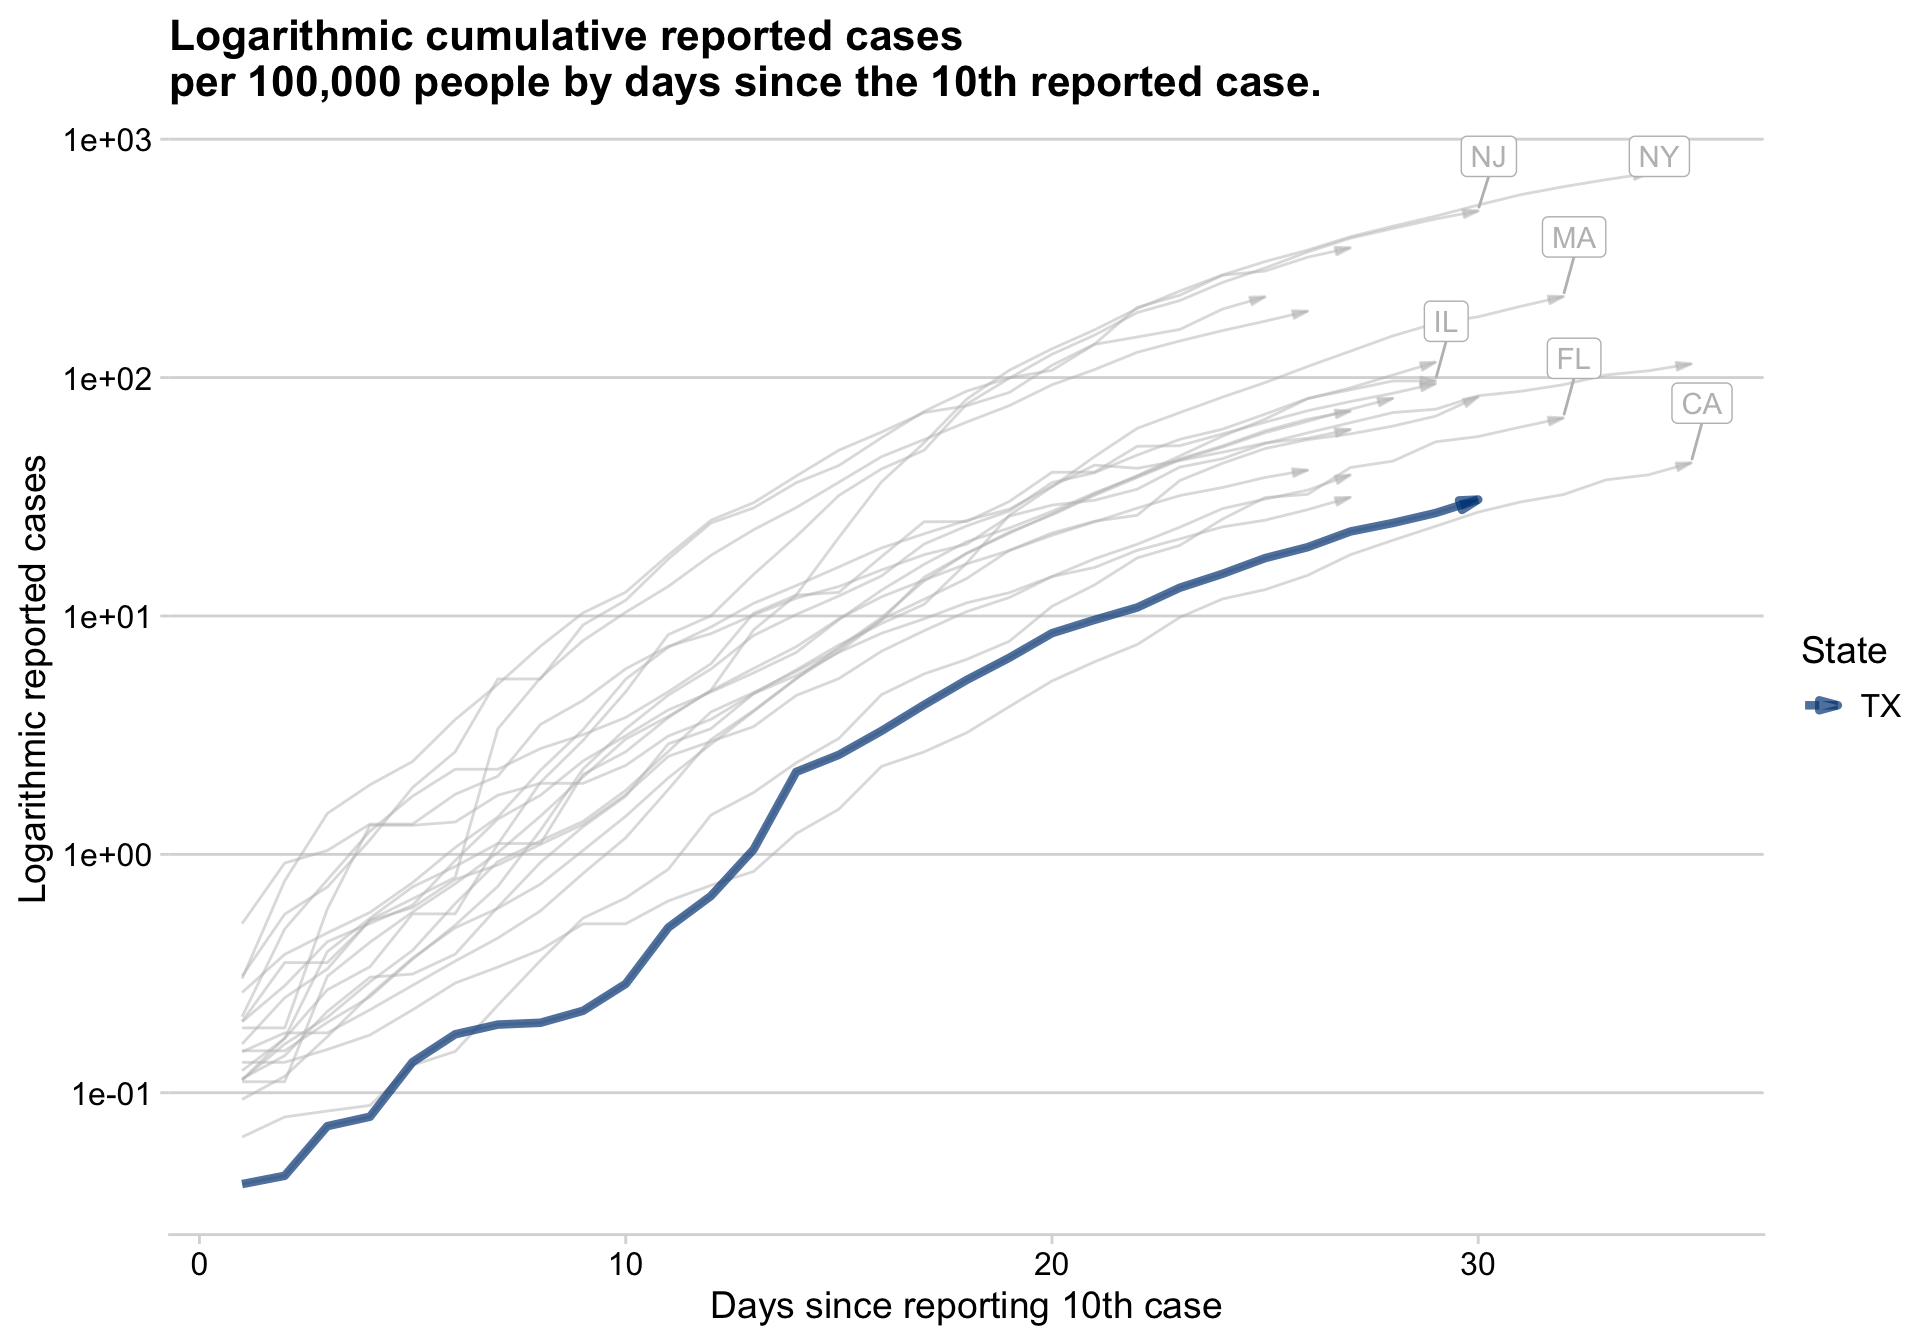 Logarithmic cumulative reported cases
per 100,000 people by days since the 10th reported case.
1e+03
NJ
NY
MA
IL
1e+02
FL
CA
1e+01
1e+00
1e-01
Logarithmic reported cases
State
TX
0
10
20
30
Days since reporting 10th case